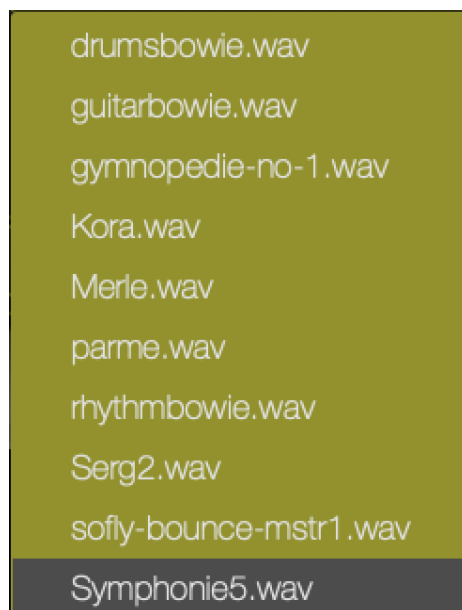 drumsbowie.wav
guitarbowie.wav
gymnopedie-no-1.wav
Kora.wav
Merle.wav
parme.wav
rhythmbowie.wav
Serg2.wav
sofly-bounce-mstr1.wav
Symphonie5.wav